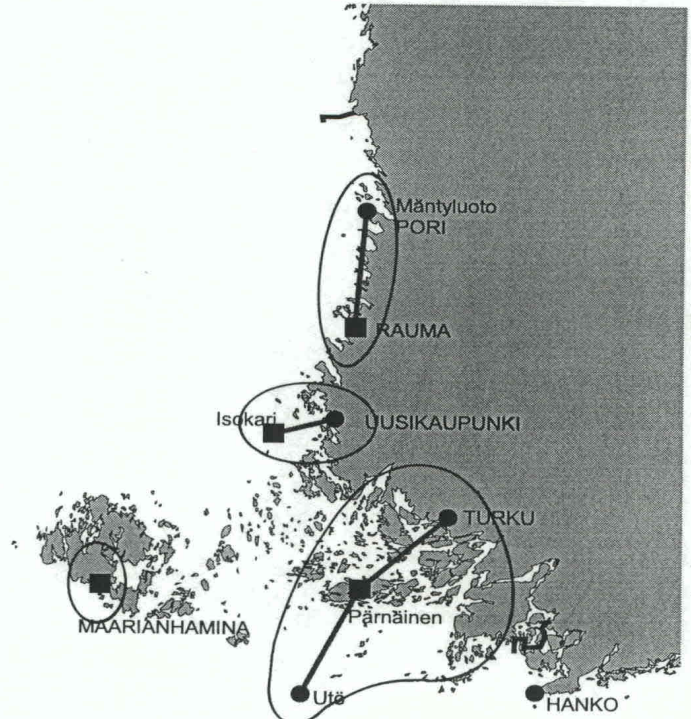 Mäntyluoto
PORI
RAUMA
Isokari
UUSIKAUPUNKI
TURKU
Pärnäinen
MAARIANHAMINA
Utö
HANKO